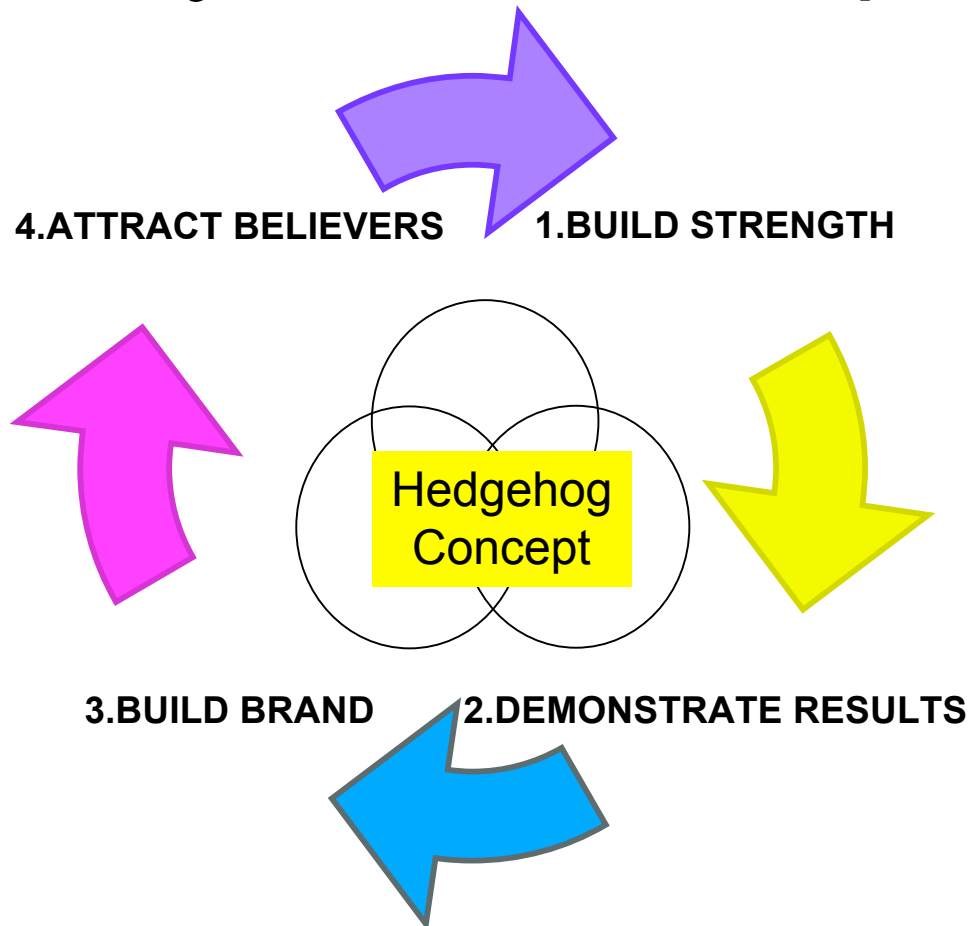 4.ATTRACT BELIEVERS
1.BUILD STRENGTH
Hedgehog
Concept
3.BUILD BRAND
2.DEMONSTRATE RESULTS